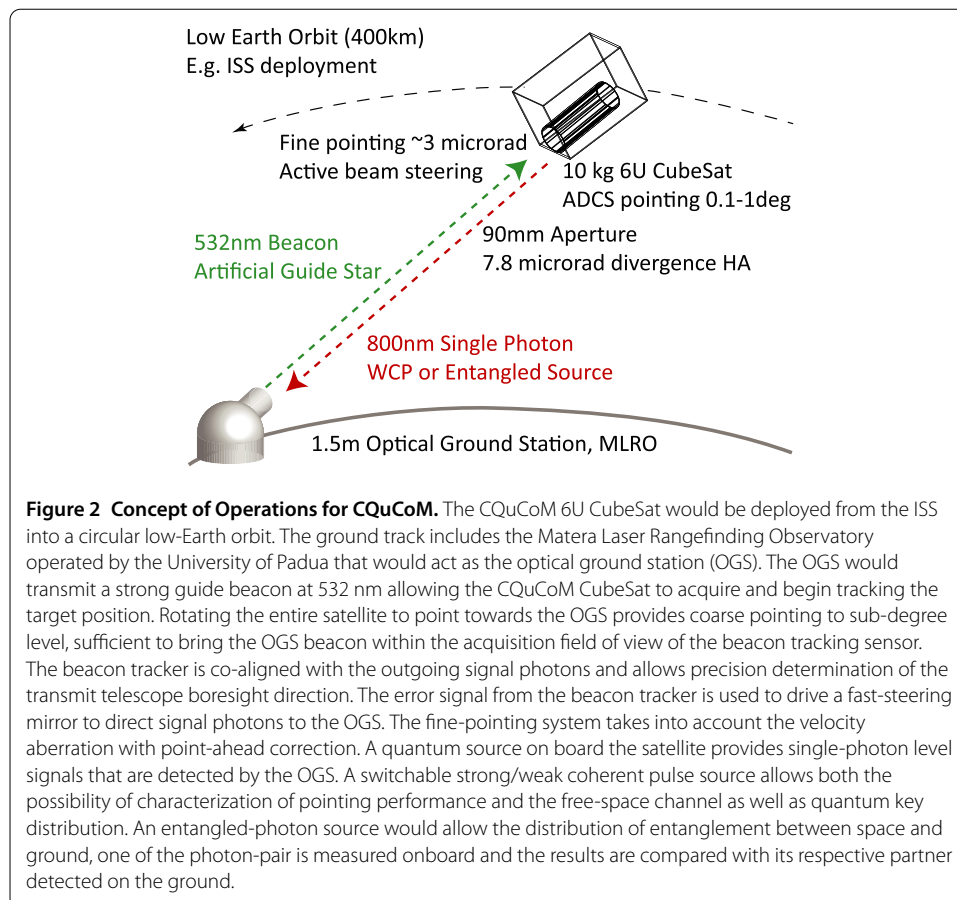 Low Earth Orbit (400km)
E.g. ISS deployment
Fine pointing ~3 microrad
Active beam steering
10 kg 6U CubeSat
ADCS pointing 0.1-1deg
532nm Beacon
Artificial Guide Star
90mm Aperture
7.8 microrad divergence HA
800nm Single Photon
WCP or Entangled Source
1.5m Optical Ground Station, MLRO
Figure 2 Concept of Operations for CQuCoM. The CQuCoM 6U CubeSat would be deployed from the ISS
into a circular low-Earth orbit. The ground track includes the Matera Laser Rangefinding Observatory
operated by the University of Padua that would act as the optical ground station (OGS). The OGS would
transmit a strong guide beacon at 532 nm allowing the CQuCoM CubeSat to acquire and begin tracking the
target position. Rotating the entire satellite to point towards the OGS provides coarse pointing to sub-degree
level, sufficient to bring the OGS beacon within the acquisition field of view of the beacon tracking sensor.
The beacon tracker is co-aligned with the outgoing signal photons and allows precision determination of the
transmit telescope boresight direction. The error signal from the beacon tracker is used to drive a fast-steering
mirror to direct signal photons to the OGS. The fine-pointing system takes into account the velocity
aberration with point-ahead correction. A quantum source on board the satellite provides single-photon level
signals that are detected by the OGS. A switchable strong/weak coherent pulse source allows both the
possibility of characterization of pointing performance and the free-space channel as well as quantum key
distribution. An entangled-photon source would allow the distribution of entanglement between space and
ground, one of the photon-pair is measured onboard and the results are compared with its respective partner
detected on the ground.